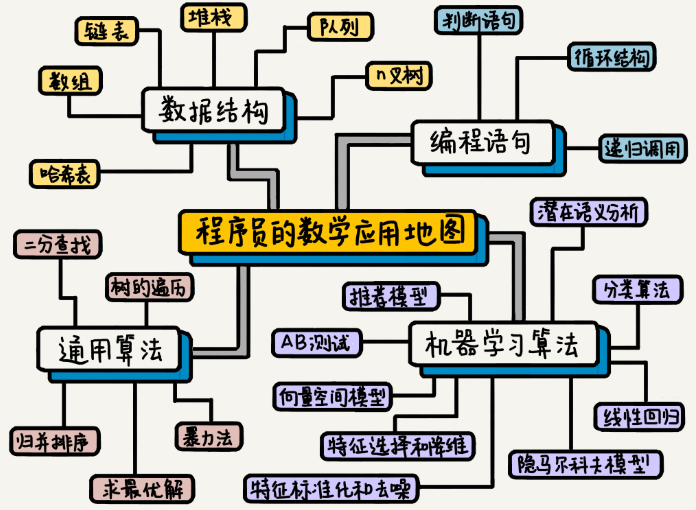 堆栈
链表
队列
数组
n叉树
数据结构
哈希表
判断语句
循环结构
编程语句
递归调用
程序员的数学应用地图
二分查找
树的遍历
通用算法
归并排序
暴力法
求最优解
潜在语义分析
推荐模型
分类算法
AB测试
机器学习算法
向量空间模型
线性回归
特征选择和降维
隐马尔科夫模型
特征标准化和去噪